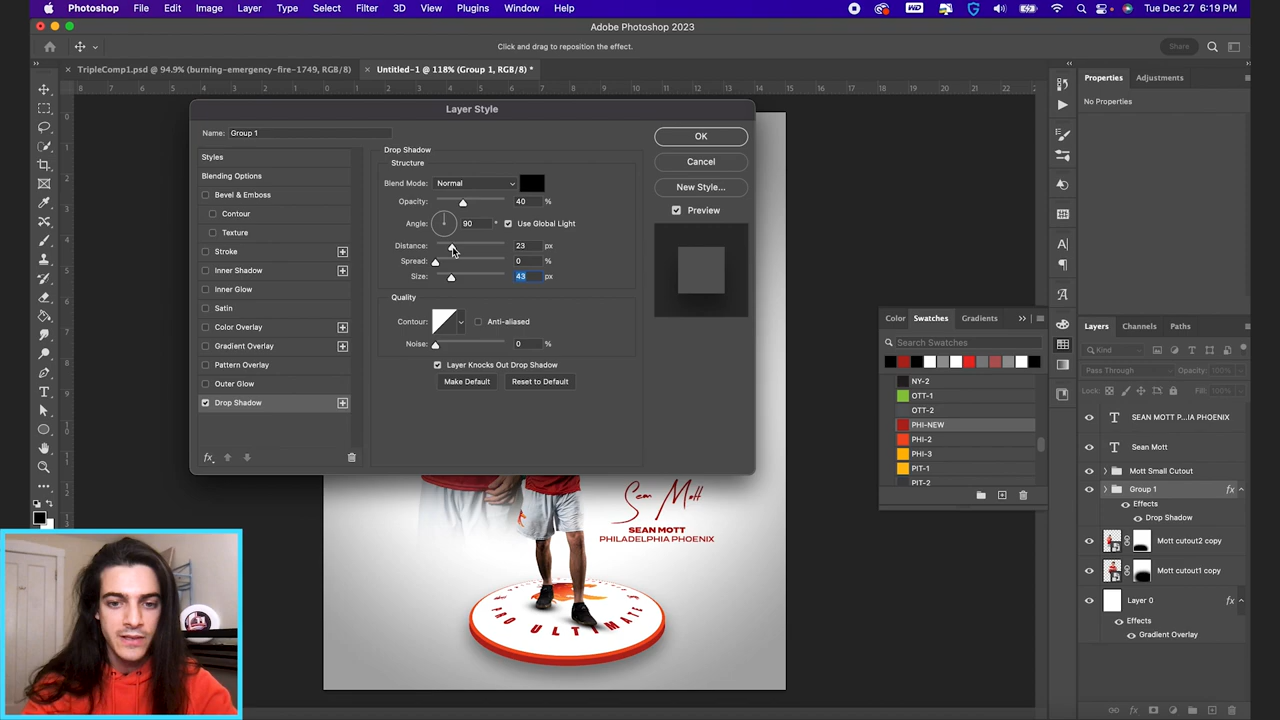 Photoshop File Edit Image Layer Type Select Filter 3D View Plugins Window Help Tue Dec 27 6:19 PM
Adobe Photoshop 2023
Click and drag to reposition the effect.
Share
TripleComp1.psd @ 94.9% (burning-emergency-fire-1749, RGB/8)
Untitled-1 @ 118% (Group 1, RGB/8) *
Layer Style
Name: Group 1
Styles
Blending Options
Bevel & Emboss
Contour
Texture
Stroke
Inner Shadow
Inner Glow
Satin
Color Overlay
Gradient Overlay
Pattern Overlay
Outer Glow
Drop Shadow
fx
Drop Shadow
Structure
Blend Mode: Normal
Opacity: 40 %
Angle: 90 ° Use Global Light
Distance: 23 px
Spread: 0 %
Size: 43 px
Quality
Contour: Anti-aliased
Noise: 0 %
Layer Knocks Out Drop Shadow
Make Default Reset to Default
OK
Cancel
New Style...
Preview
Properties Adjustments
No Properties
Color Swatches Gradients
Search Swatches
NY-2
OTT-1
OTT-2
PHI-NEW
PHI-2
PHI-3
PIT-1
PIT-2
Layers Channels Paths
Kind
Pass Through Opacity: 100%
Lock: Fill: 100%
SEAN MOTT P...IA PHOENIX
Sean Mott
Mott Small Cutout
Group 1 fx
Effects
Drop Shadow
Mott cutout2 copy
Mott cutout1 copy
Layer 0 fx
Effects
Gradient Overlay
Sean Mott
SEAN MOTT
PHILADELPHIA PHOENIX
PRO ULTIMATE